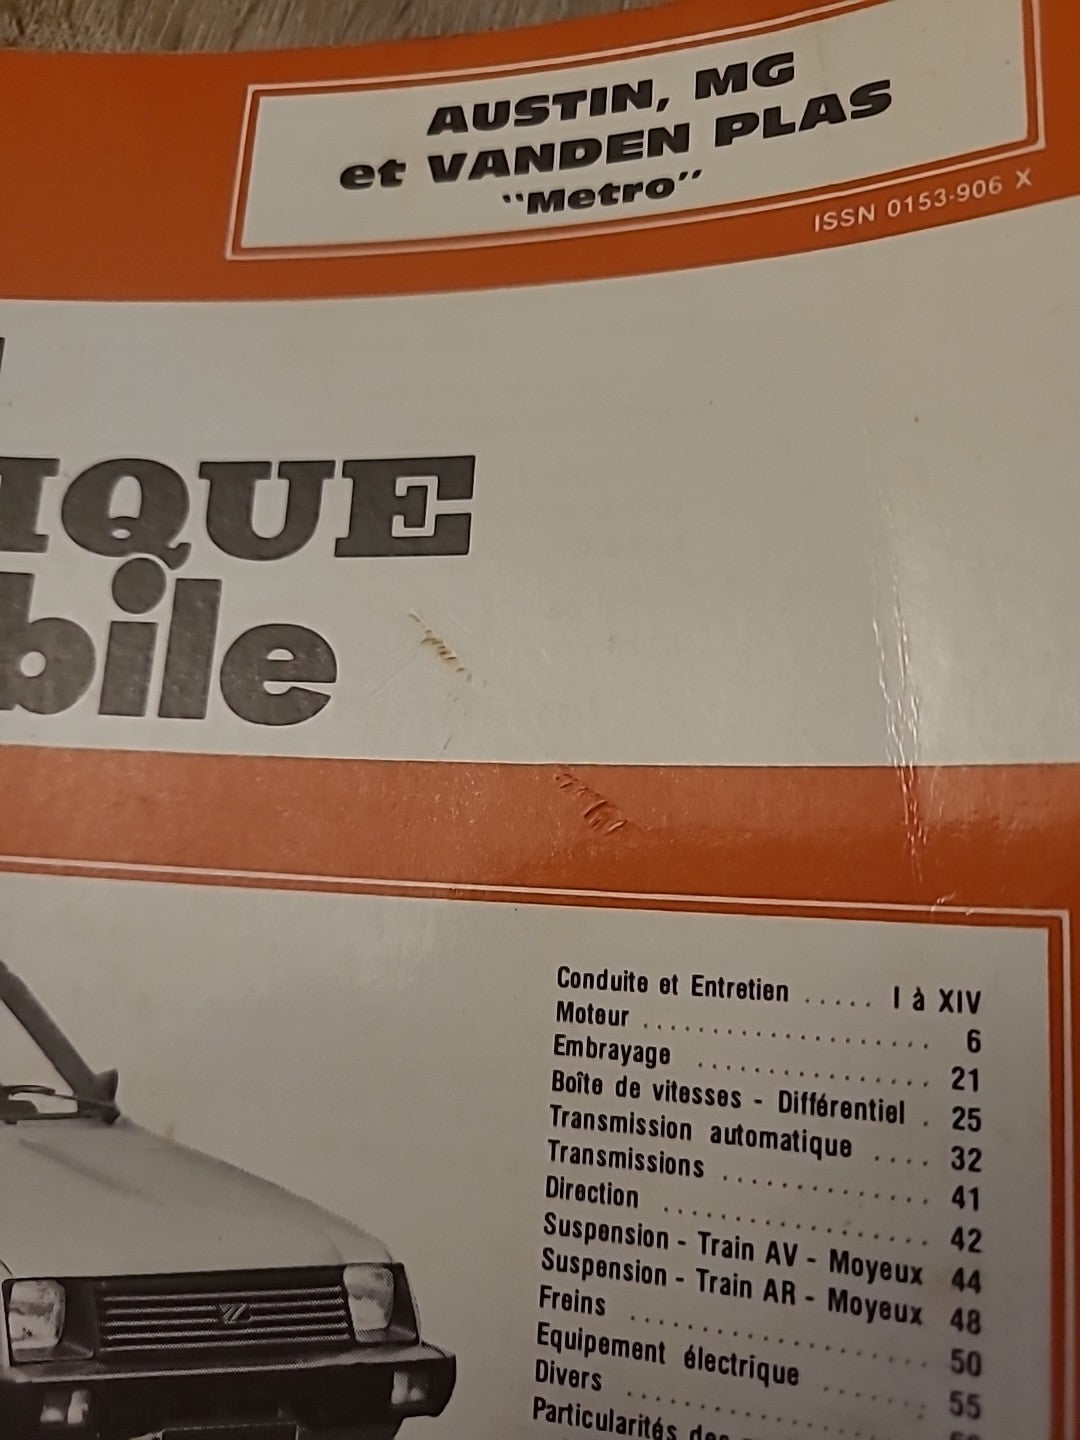 AUSTIN, MG
et VANDEN PLAS
"Metro"
ISSN 0153-906 X
IQUE
bile
Conduite et Entretien ..... I à XIV
Moteur .................... 6
Embrayage ................ 21
Boîte de vitesses - Différentiel . 25
Transmission automatique .... 32
Transmissions .............. 41
Direction .................. 42
Suspension - Train AV - Moyeux 44
Suspension - Train AR - Moyeux 48
Freins .................... 50
Equipement électrique ....... 55
Divers ..................
Particularités des